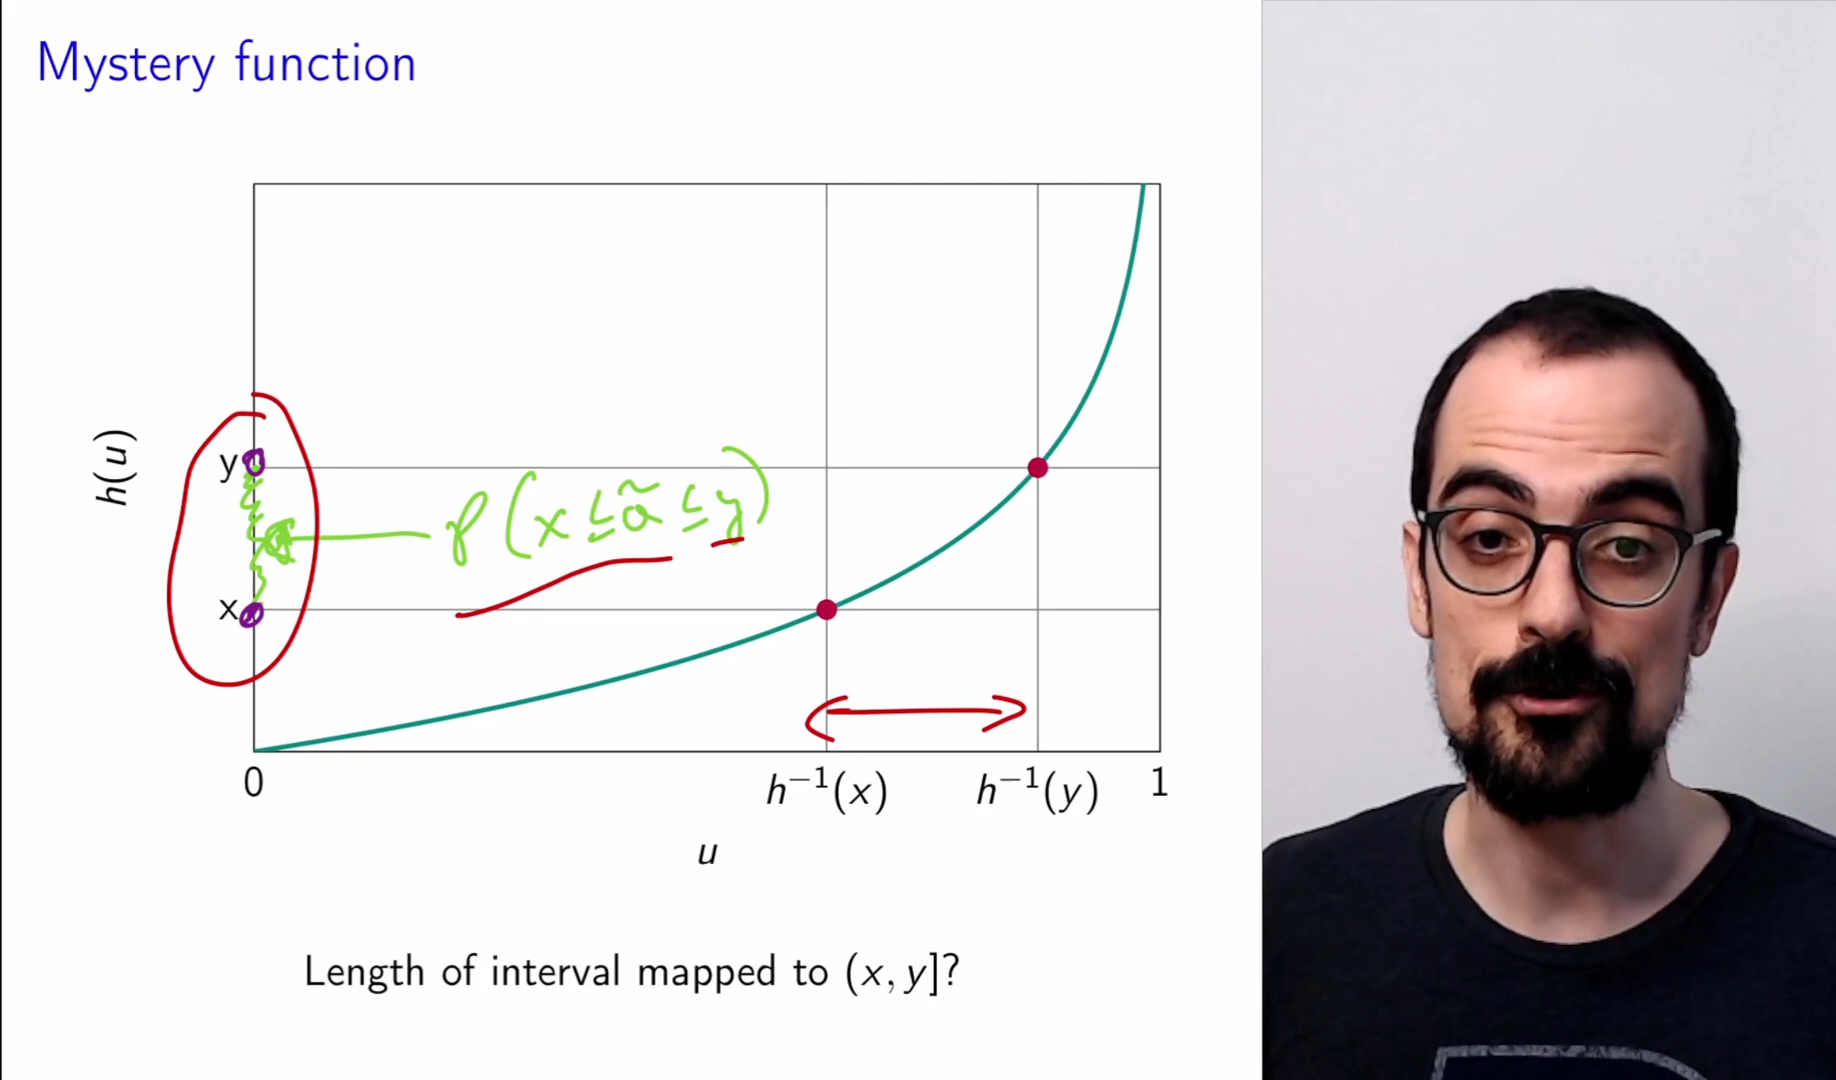 Mystery function
h(u)
y
P(x ≤ ã ≤ y)
x
0 h⁻¹(x) h⁻¹(y) 1
u
Length of interval mapped to (x, y]?